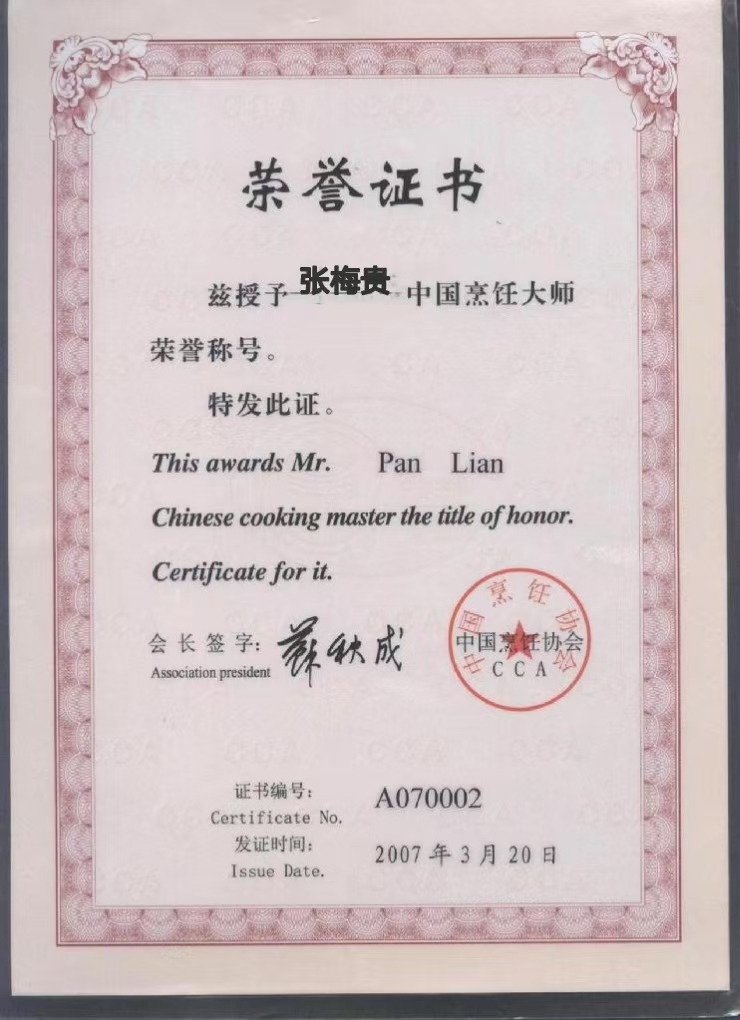 荣誉证书
兹授予 张梅贵 中国烹饪大师
荣誉称号。
特发此证。
This awards Mr. Pan Lian
Chinese cooking master the title of honor.
Certificate for it.
会长签字: 苏秋成
Association president
中国烹饪协会
中国烹饪协会
CCA
证书编号: A070002
Certificate No.
发证时间: 2007年3月20日
Issue Date.